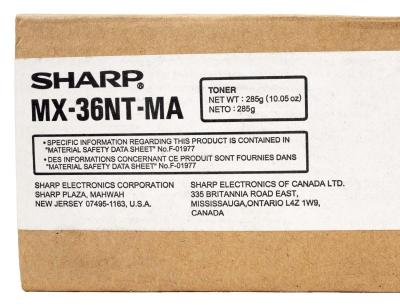 SHARP®
MX-36NT-MA
TONER
NET WT : 285g (10.05 oz)
NETO : 285g
• SPECIFIC INFORMATION REGARDING THIS PRODUCT IS CONTAINED IN
"MATERIAL SAFETY DATA SHEET" No.F-01977
• DES INFORMATIONS CONCERNANT CE PRODUIT SONT FOURNIES DANS
"MATERIAL SAFETY DATA SHEET" No.F-01977
SHARP ELECTRONICS CORPORATION
SHARP PLAZA, MAHWAH
NEW JERSEY 07495-1163, U.S.A.
SHARP ELECTRONICS OF CANADA LTD.
335 BRITANNIA ROAD EAST,
MISSISSAUGA,ONTARIO L4Z 1W9,
CANADA